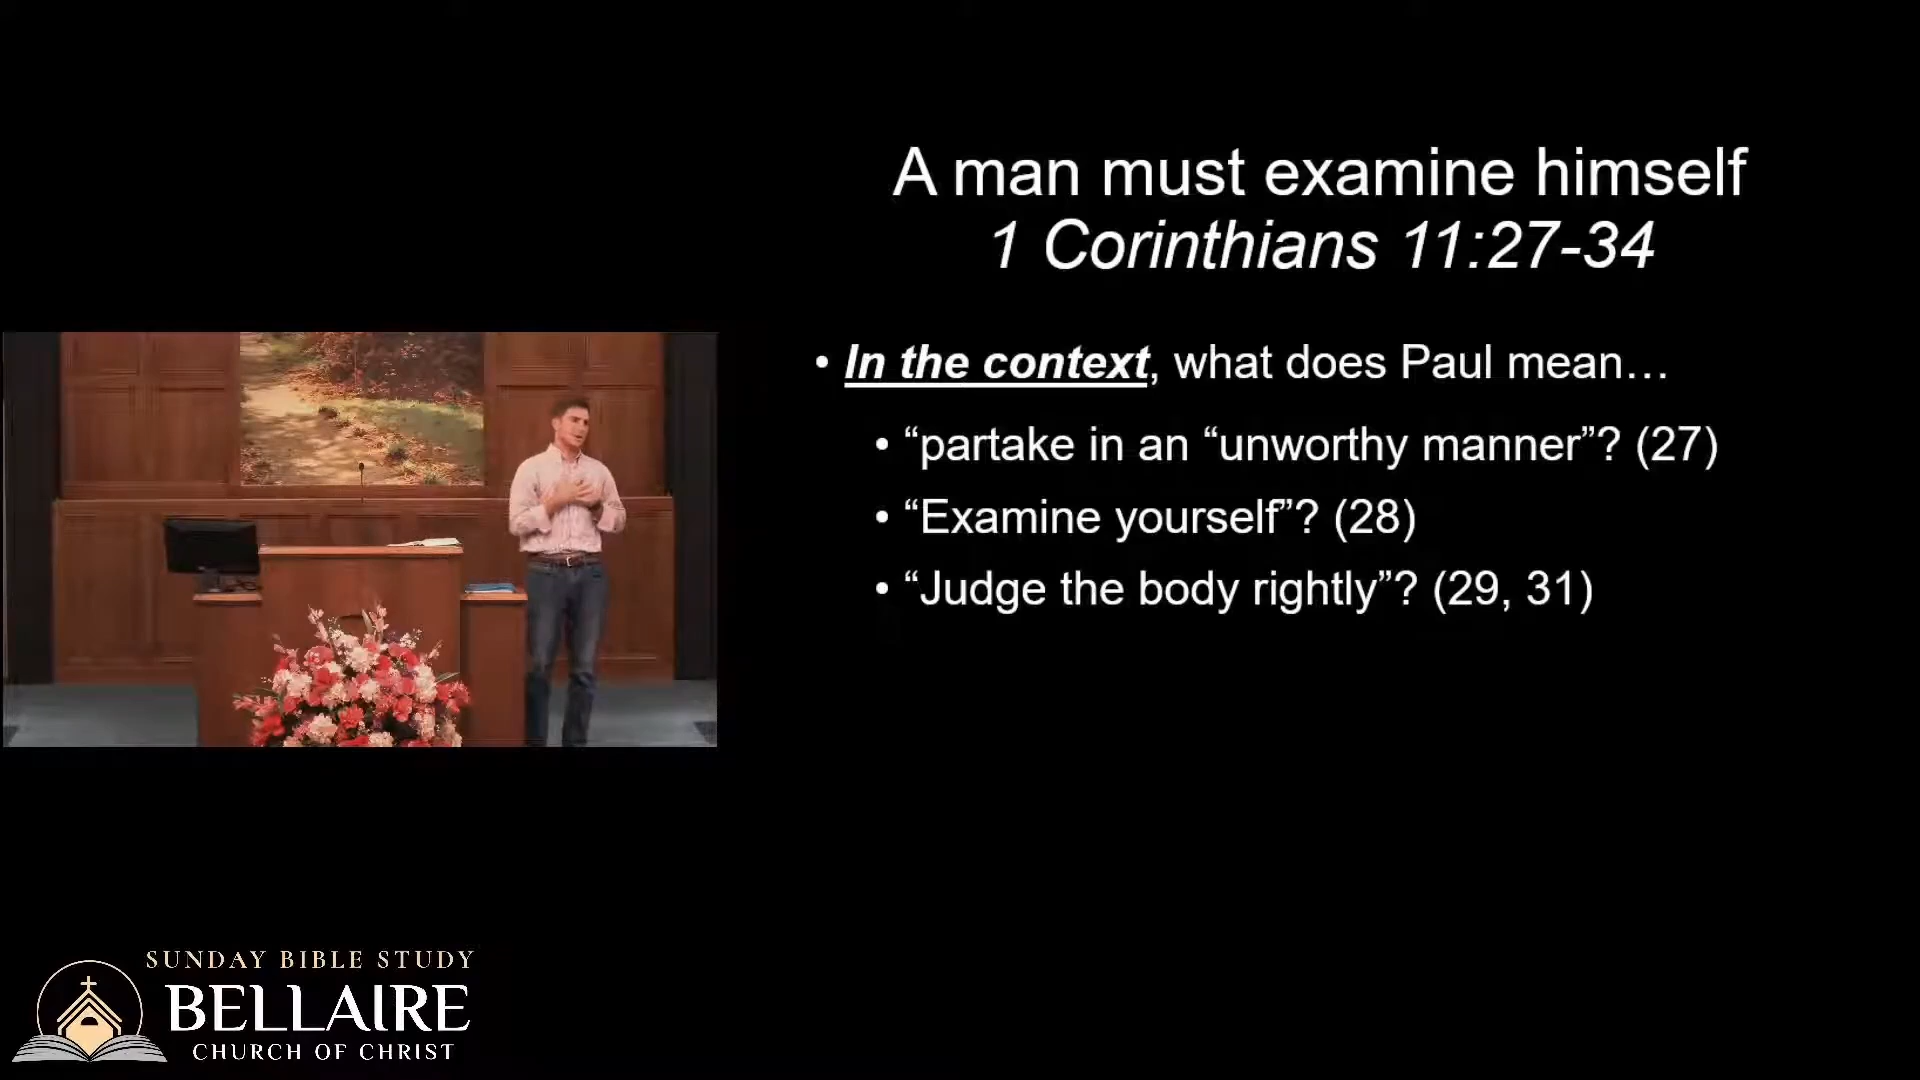 A man must examine himself
1 Corinthians 11:27-34
• In the context, what does Paul mean…
• “partake in an “unworthy manner”? (27)
• “Examine yourself”? (28)
• “Judge the body rightly”? (29, 31)
SUNDAY BIBLE STUDY
BELLAIRE
CHURCH OF CHRIST